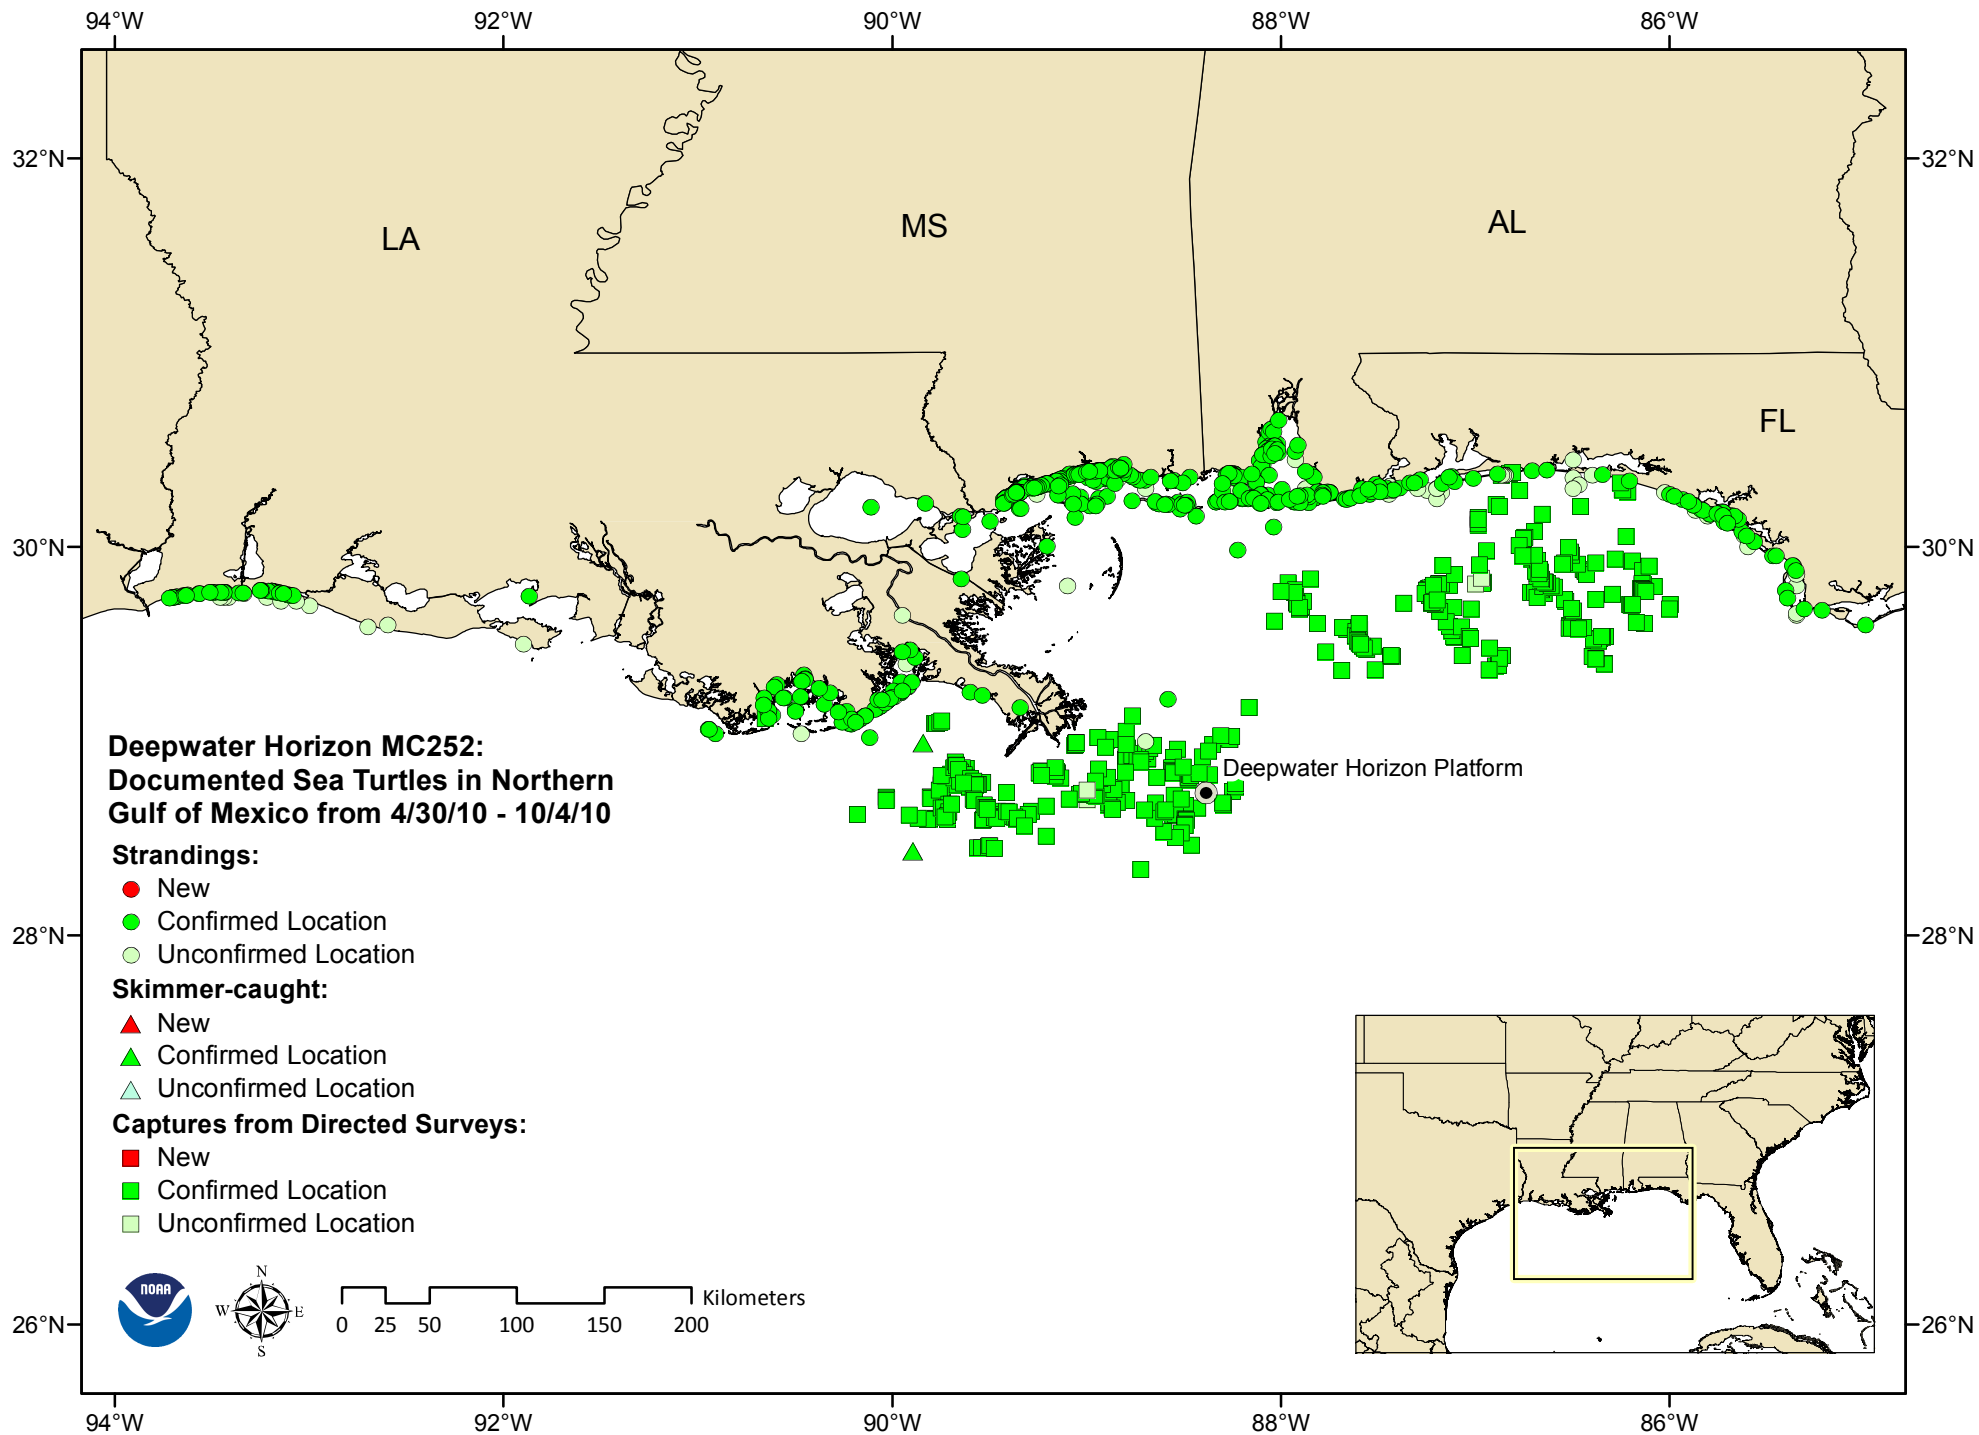 94°W 92°W 90°W 88°W 86°W
32°N 32°N
LA MS AL
FL
30°N 30°N
Deepwater Horizon Platform
Deepwater Horizon MC252:
Documented Sea Turtles in Northern
Gulf of Mexico from 4/30/10 - 10/4/10
Strandings:
New
Confirmed Location
Unconfirmed Location
28°N 28°N
Skimmer-caught:
New
Confirmed Location
Unconfirmed Location
Captures from Directed Surveys:
New
Confirmed Location
Unconfirmed Location
NOAA
N
W E
S
Kilometers
0 25 50 100 150 200
26°N 26°N
94°W 92°W 90°W 88°W 86°W